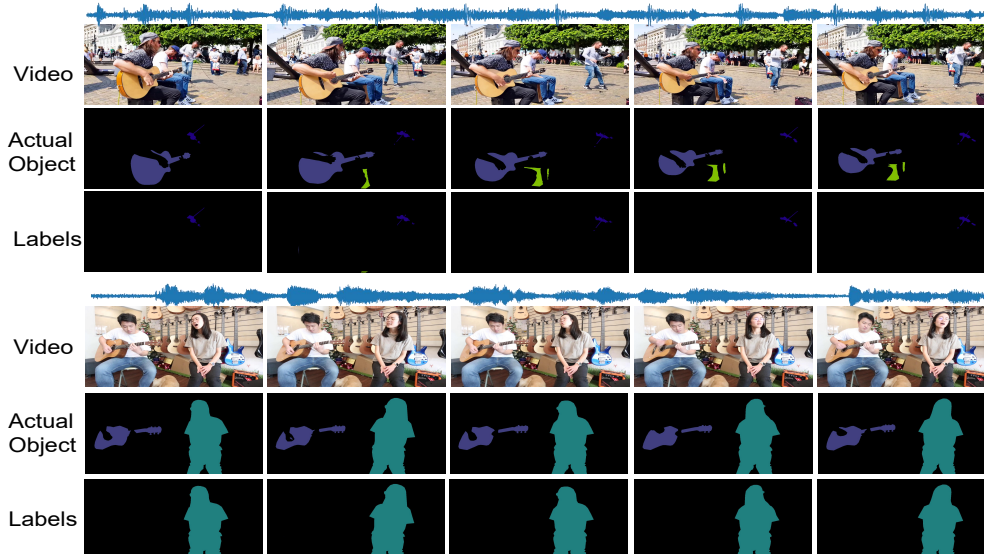 Video
Actual
Object
Labels
Video
Actual
Object
Labels